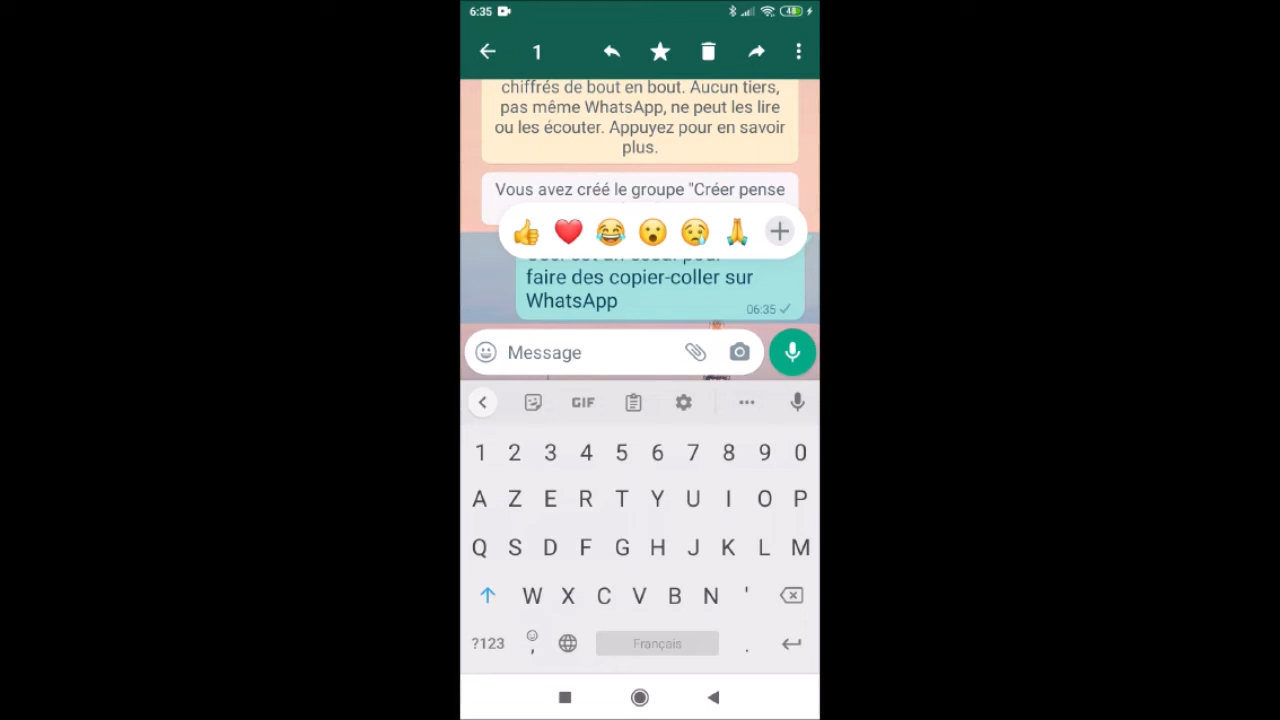 6:35
48
1
chiffrés de bout en bout. Aucun tiers,
pas même WhatsApp, ne peut les lire
ou les écouter. Appuyez pour en savoir
plus.
Vous avez créé le groupe "Créer pense
faire des copier-coller sur
WhatsApp
06:35
Message
GIF
1 2 3 4 5 6 7 8 9 0
A Z E R T Y U I O P
Q S D F G H J K L M
W X C V B N '
?123 , Français .